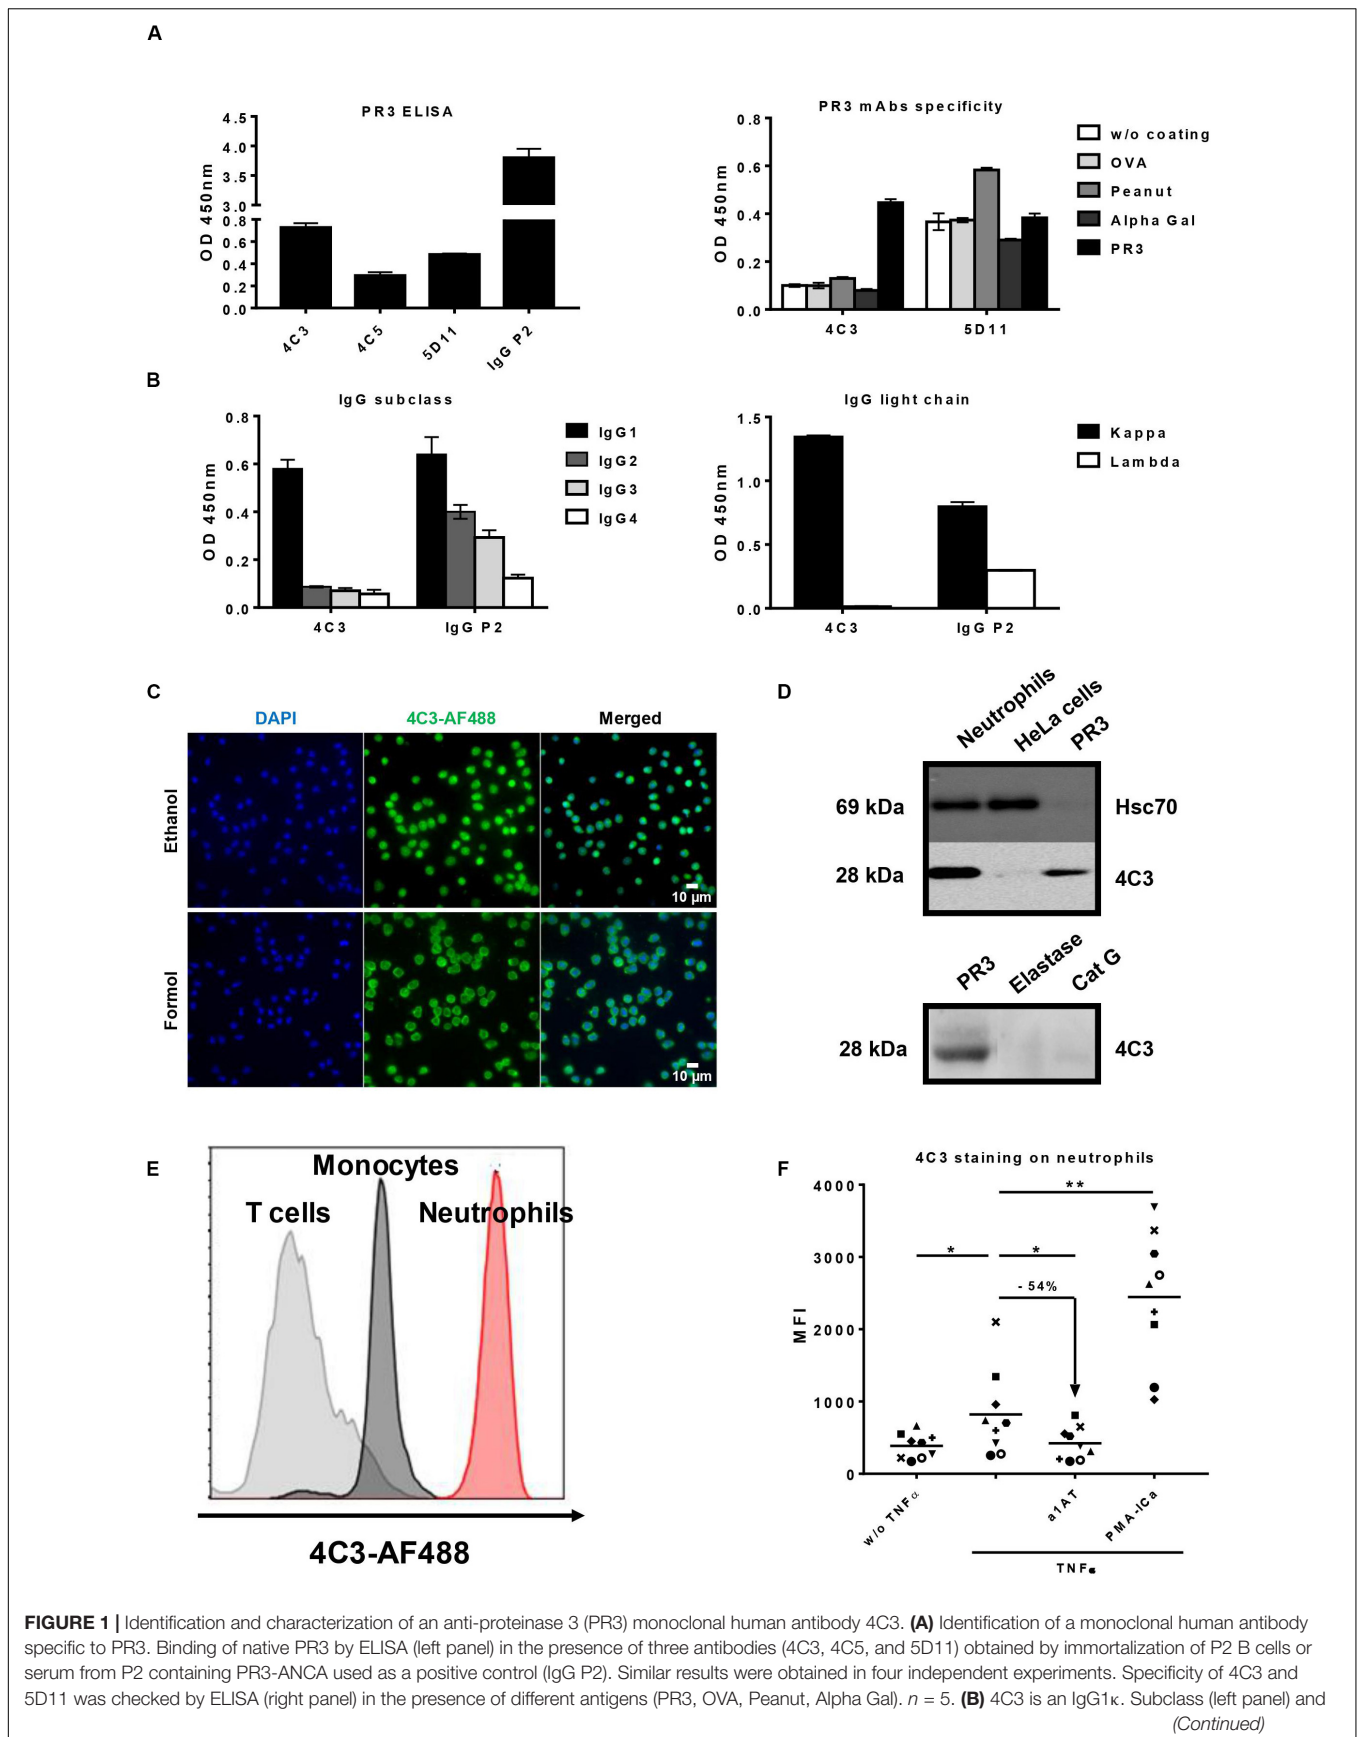 A
PR3 ELISA
OD 450nm
4.5
4.0
3.5
3.0
0.8
0.6
0.4
0.2
0.0
4C3
4C5
5D11
IgG P2
PR3 mAbs specificity
OD 450nm
0.8
0.6
0.4
0.2
0.0
4C3
5D11
w/o coating
OVA
Peanut
Alpha Gal
PR3
B
IgG subclass
OD 450nm
0.8
0.6
0.4
0.2
0.0
4C3
IgG P2
IgG1
IgG2
IgG3
IgG4
IgG light chain
OD 450nm
1.5
1.0
0.5
0.0
4C3
IgG P2
Kappa
Lambda
C
DAPI
4C3-AF488
Merged
Ethanol
10 µm
Formol
10 µm
D
Neutrophils
HeLa cells
PR3
69 kDa
Hsc70
28 kDa
4C3
PR3
Elastase
Cat G
28 kDa
4C3
E
Monocytes
T cells
Neutrophils
4C3-AF488
F
4C3 staining on neutrophils
MFI
4000
3000
2000
1000
0
**
*
*
- 54%
w/o TNFα
a1AT
PMA-ICa
TNFα
FIGURE 1 | Identification and characterization of an anti-proteinase 3 (PR3) monoclonal human antibody 4C3. (A) Identification of a monoclonal human antibody
specific to PR3. Binding of native PR3 by ELISA (left panel) in the presence of three antibodies (4C3, 4C5, and 5D11) obtained by immortalization of P2 B cells or
serum from P2 containing PR3-ANCA used as a positive control (IgG P2). Similar results were obtained in four independent experiments. Specificity of 4C3 and
5D11 was checked by ELISA (right panel) in the presence of different antigens (PR3, OVA, Peanut, Alpha Gal). n = 5. (B) 4C3 is an IgG1κ. Subclass (left panel) and
(Continued)